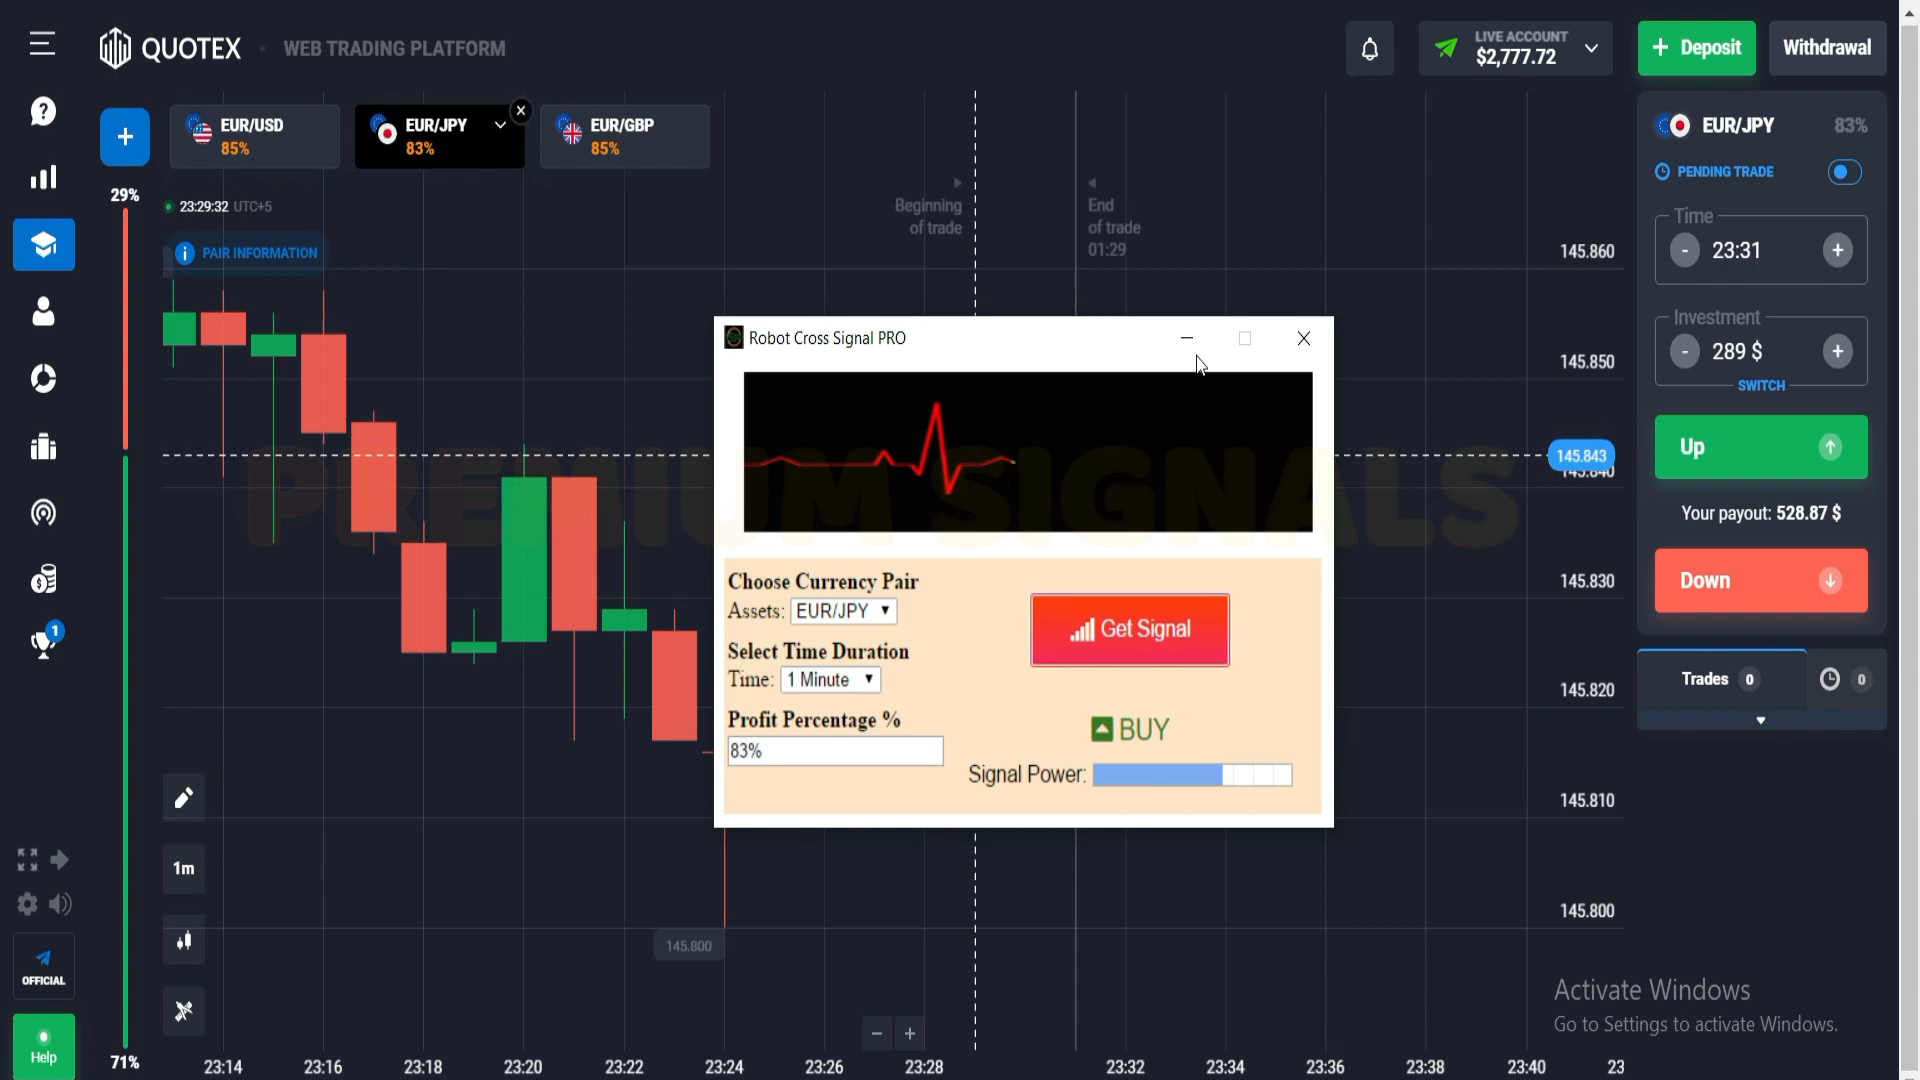 QUOTEX
WEB TRADING PLATFORM
LIVE ACCOUNT
$2,777.72
+ Deposit
Withdrawal
EUR/USD
85%
EUR/JPY
83%
EUR/GBP
85%
29%
23:29:32 UTC+5
PAIR INFORMATION
Beginning
of trade
End
of trade
01:29
EUR/JPY 83%
PENDING TRADE
Time
- 23:31 +
Investment
- 289 $ +
SWITCH
Up
Your payout: 528.87 $
Down
Trades 0
0
145.860
145.850
145.843
145.840
145.830
145.820
145.810
145.800
PREMIUM SIGNALS
Robot Cross Signal PRO
Choose Currency Pair
Assets: EUR/JPY
Select Time Duration
Time: 1 Minute
Profit Percentage %
83%
Get Signal
BUY
Signal Power:
1
1m
145.800
OFFICIAL
Help
71%
23:14
23:16
23:18
23:20
23:22
23:24
23:26
23:28
23:32
23:34
23:36
23:38
23:40
23
Activate Windows
Go to Settings to activate Windows.